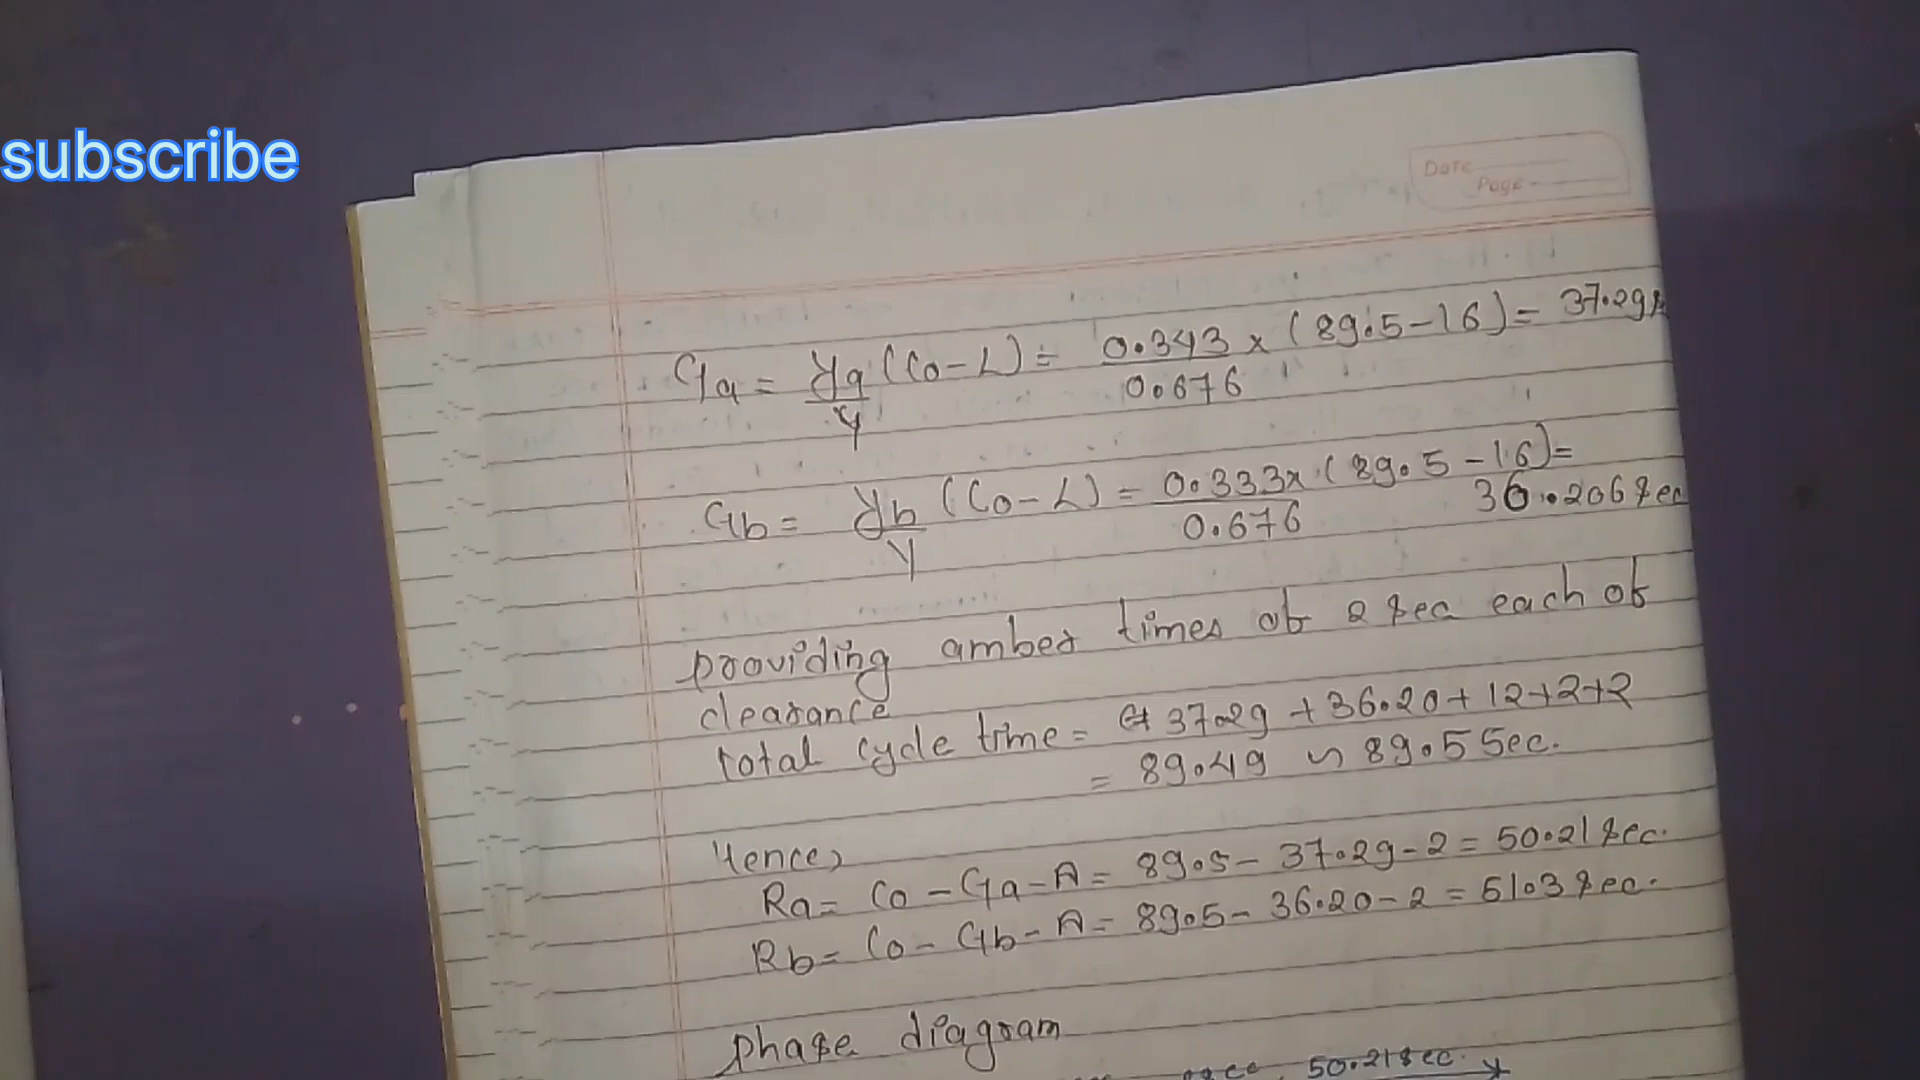 subscribe
Date
Page
Ga = ya/y (Co-L) = 0.343/0.676 x (89.5-16) = 37.29
Gb = yb/y (Co-L) = 0.333x/0.676 (89.5-16) =
36.206 sec
providing amber times of 2 sec each of
clearance
total cycle time = 37.29 + 36.20 + 12+2+2
= 89.49 ∽ 89.5 Sec.
Hence,
Ra = Co - Ga - A = 89.5 - 37.29 - 2 = 50.21 sec.
Rb = Co - Gb - A = 89.5 - 36.20 - 2 = 51.3 sec.
phase diagram
50.21 sec.